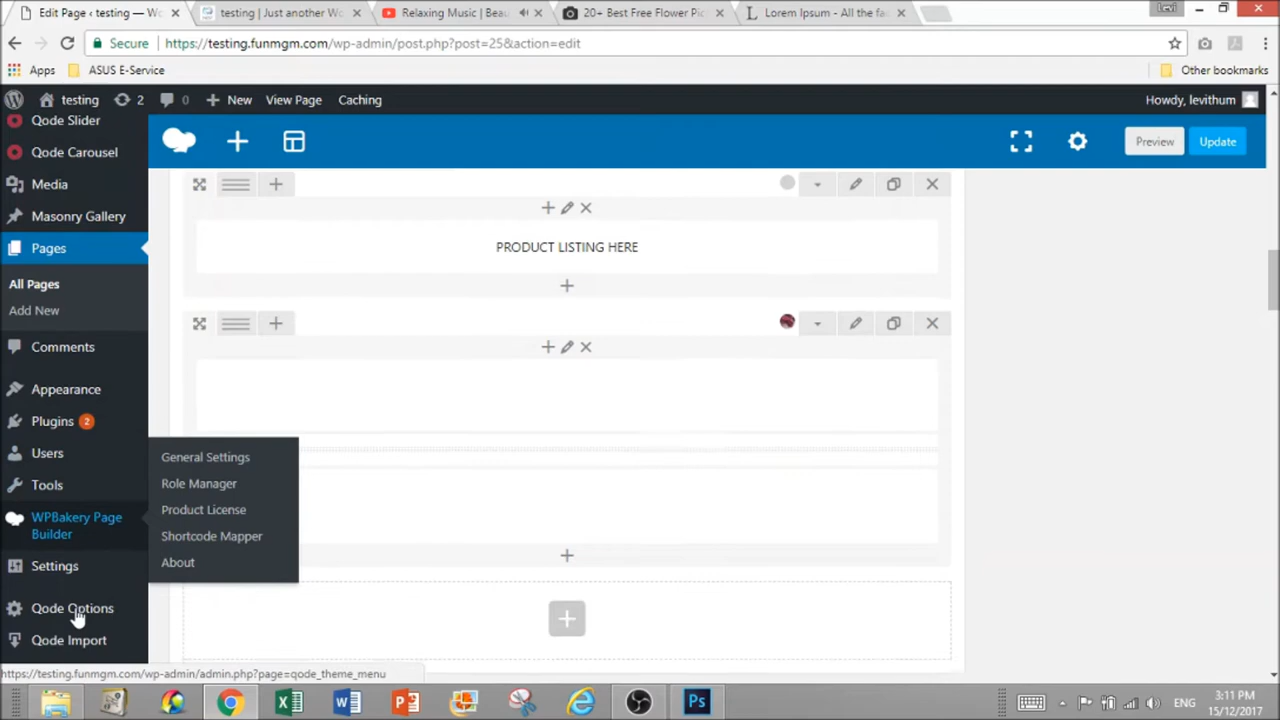 Edit Page ‹ testing — Wo
testing | Just another Wo
Relaxing Music | Beau
20+ Best Free Flower Pic
Lorem Ipsum - All the fa
Levi
Secure
https://testing.funmgm.com/wp-admin/post.php?post=25&action=edit
Apps
ASUS E-Service
Other bookmarks
testing
2
0
New
View Page
Caching
Howdy, levithum
Qode Slider
Qode Carousel
Media
Masonry Gallery
Pages
All Pages
Add New
Comments
Appearance
Plugins 2
Users
Tools
WPBakery Page
Builder
Settings
Qode Options
Qode Import
General Settings
Role Manager
Product License
Shortcode Mapper
About
Preview
Update
PRODUCT LISTING HERE
https://testing.funmgm.com/wp-admin/admin.php?page=qode_theme_menu
Ps
ENG
3:11 PM
15/12/2017